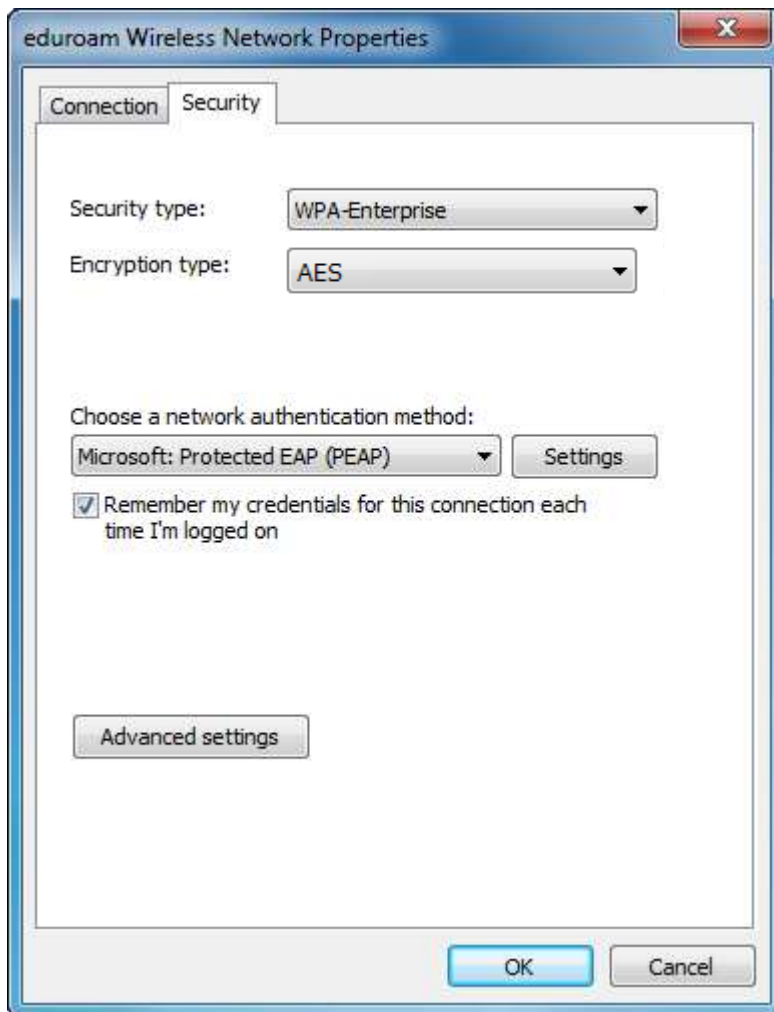 eduroam Wireless Network Properties
Connection Security
Security type: WPA-Enterprise
Encryption type: AES
Choose a network authentication method:
Microsoft: Protected EAP (PEAP) Settings
Remember my credentials for this connection each
time I'm logged on
Advanced settings
OK Cancel